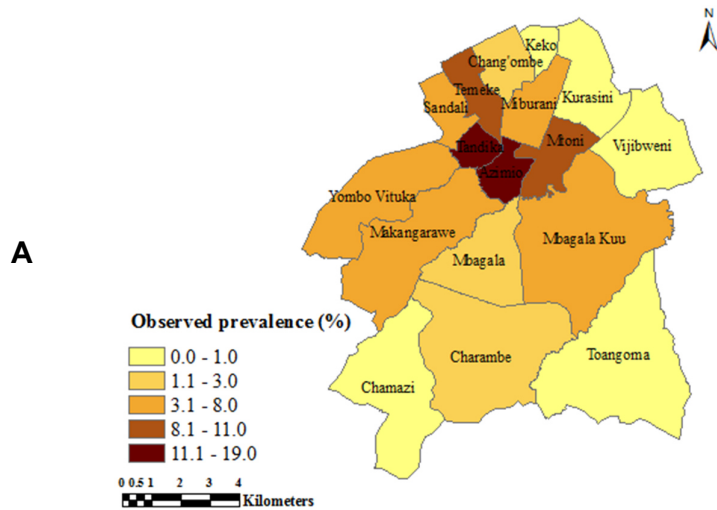 N
Keko
Chang'ombe
Temeke
Kurasini
Sandali
Miburani
Tandika
Mtoni
Vijibweni
Azimio
Yombo Vituka
Makangarawe
Mbagala Kuu
A
Mbagala
Observed prevalence (%)
0.0 - 1.0
1.1 - 3.0
3.1 - 8.0
8.1 - 11.0
11.1 - 19.0
Toangoma
Charambe
Chamazi
0 0.5 1 2 3 4
Kilometers